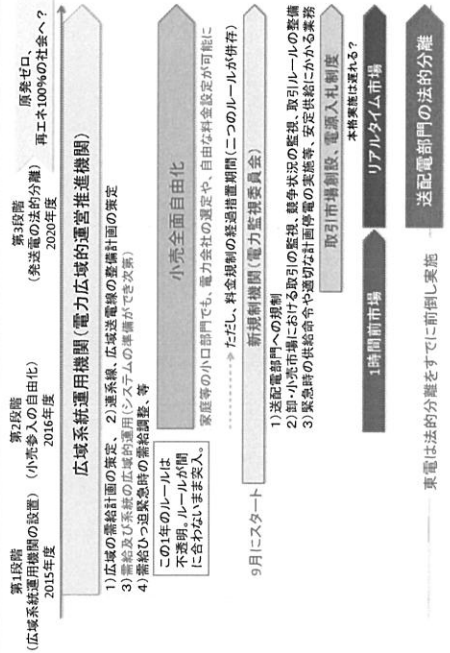 第1段階
(広域系統運用機関の設置)
2015年度
第2段階
(小売参入の自由化)
2016年度
第3段階
(発送電の法的分離)
2020年度
原発ゼロ、
再エネ100%の社会へ?
広域系統運用機関(電力広域的運営推進機関)
1)広域の需給計画の策定、 2)連系線、広域送電線の整備計画の策定
3)需給及び系統の広域的運用(システムの準備ができ次第)
4)需給ひっ迫緊急時の需給調整、等
この1年のルールは
不透明。ルールが間
に合わないまま突入。
小売全面自由化
家庭等の小口部門でも、電力会社の選定や、自由な料金設定が可能に
ただし、料金規制の経過措置期間(二つのルールが併存)
9月にスタート
新規制機関(電力監視委員会)
1)送配電部門への規制
2)卸・小売市場における取引の監視、競争状況の監視、取引ルールの整備
3)緊急時の供給命令や適切な計画停電の実施等、安定供給にかかる業務
取引市場創設、電源入札制度
本格実施は遅れる?
1時間前市場
リアルタイム市場
東電は法的分離をすでに前倒し実施
送配電部門の法的分離